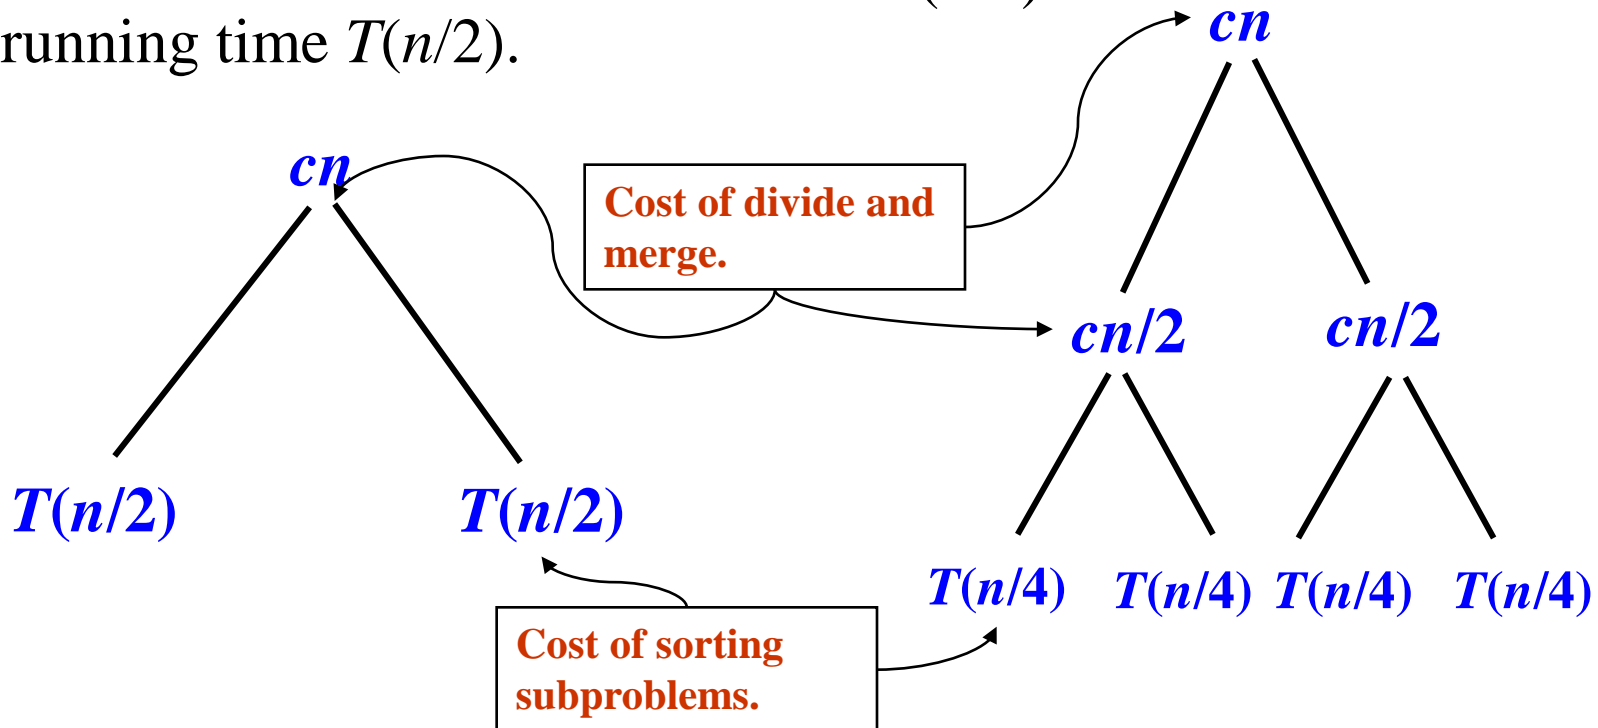 running time T(n/2).
cn
cn
Cost of divide and
merge.
cn/2
cn/2
T(n/2)
T(n/2)
T(n/4)
T(n/4)
T(n/4)
T(n/4)
Cost of sorting
subproblems.